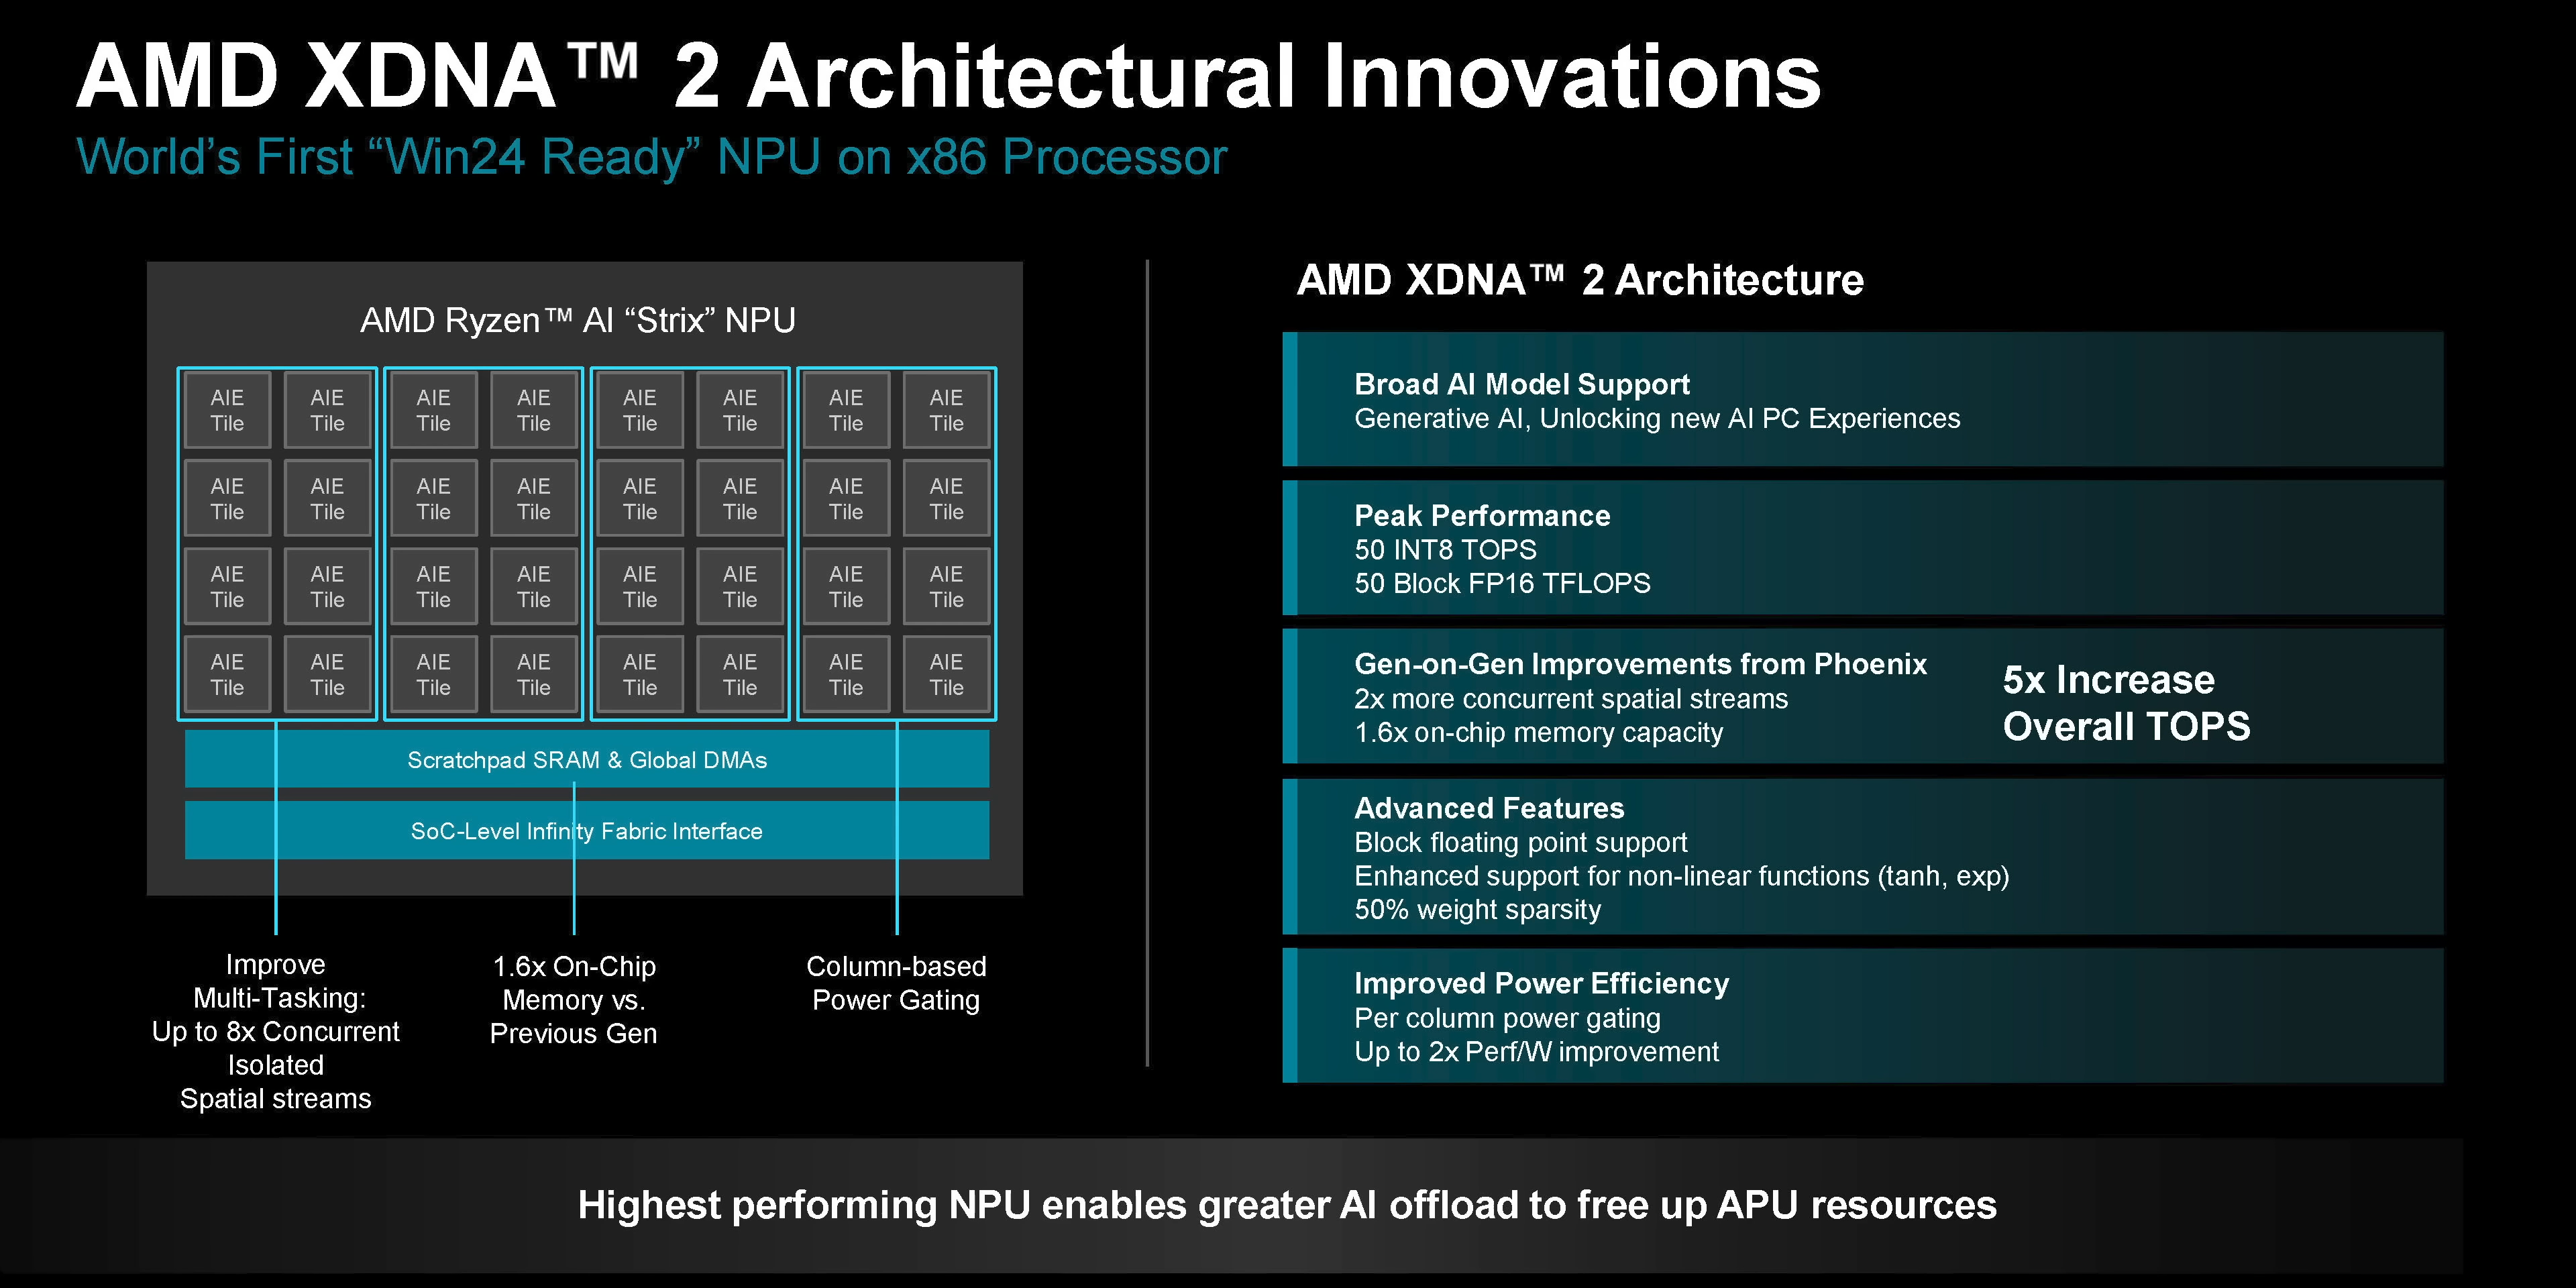 AMD XDNA™ 2 Architectural Innovations
World’s First “Win24 Ready” NPU on x86 Processor
AMD Ryzen™ AI “Strix” NPU
AIE AIE AIE AIE AIE AIE AIE AIE
Tile Tile Tile Tile Tile Tile Tile Tile
AIE AIE AIE AIE AIE AIE AIE AIE
Tile Tile Tile Tile Tile Tile Tile Tile
AIE AIE AIE AIE AIE AIE AIE AIE
Tile Tile Tile Tile Tile Tile Tile Tile
AIE AIE AIE AIE AIE AIE AIE AIE
Tile Tile Tile Tile Tile Tile Tile Tile
Scratchpad SRAM & Global DMAs
SoC-Level Infinity Fabric Interface
Improve
Multi-Tasking:
Up to 8x Concurrent
Isolated
Spatial streams
1.6x On-Chip
Memory vs.
Previous Gen
Column-based
Power Gating
AMD XDNA™ 2 Architecture
Broad AI Model Support
Generative AI, Unlocking new AI PC Experiences
Peak Performance
50 INT8 TOPS
50 Block FP16 TFLOPS
Gen-on-Gen Improvements from Phoenix
2x more concurrent spatial streams
1.6x on-chip memory capacity
5x Increase
Overall TOPS
Advanced Features
Block floating point support
Enhanced support for non-linear functions (tanh, exp)
50% weight sparsity
Improved Power Efficiency
Per column power gating
Up to 2x Perf/W improvement
Highest performing NPU enables greater AI offload to free up APU resources